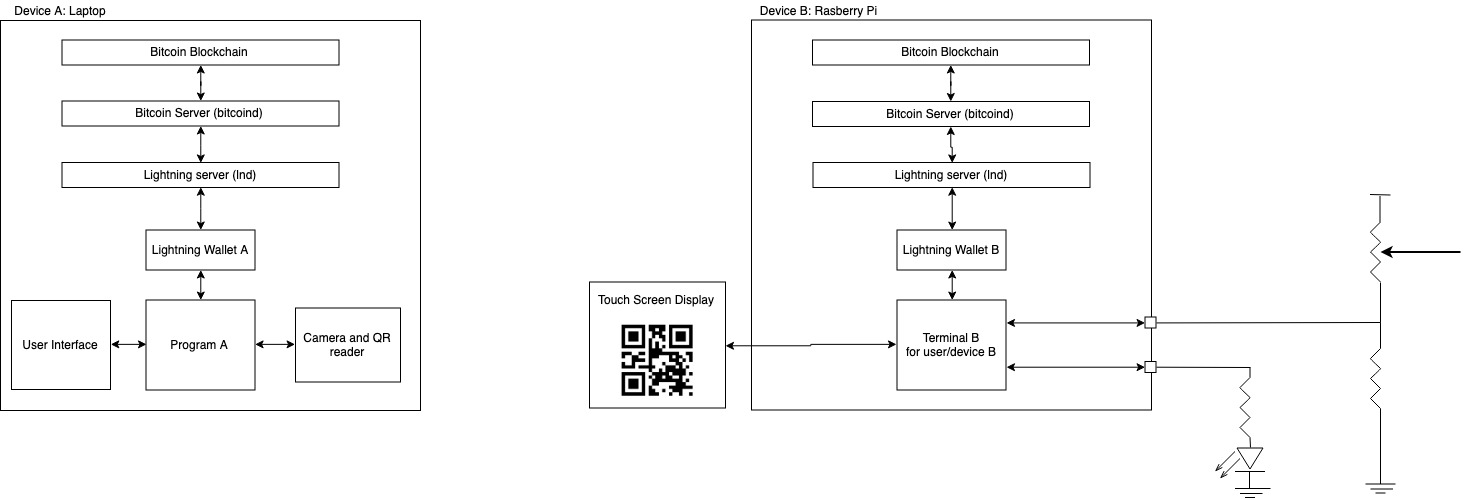 Device A: Laptop
Bitcoin Blockchain
Bitcoin Server (bitcoind)
Lightning server (lnd)
Lightning Wallet A
User Interface
Program A
Camera and QR
reader
Device B: Rasberry Pi
Bitcoin Blockchain
Bitcoin Server (bitcoind)
Lightning server (lnd)
Lightning Wallet B
Touch Screen Display
Terminal B
for user/device B